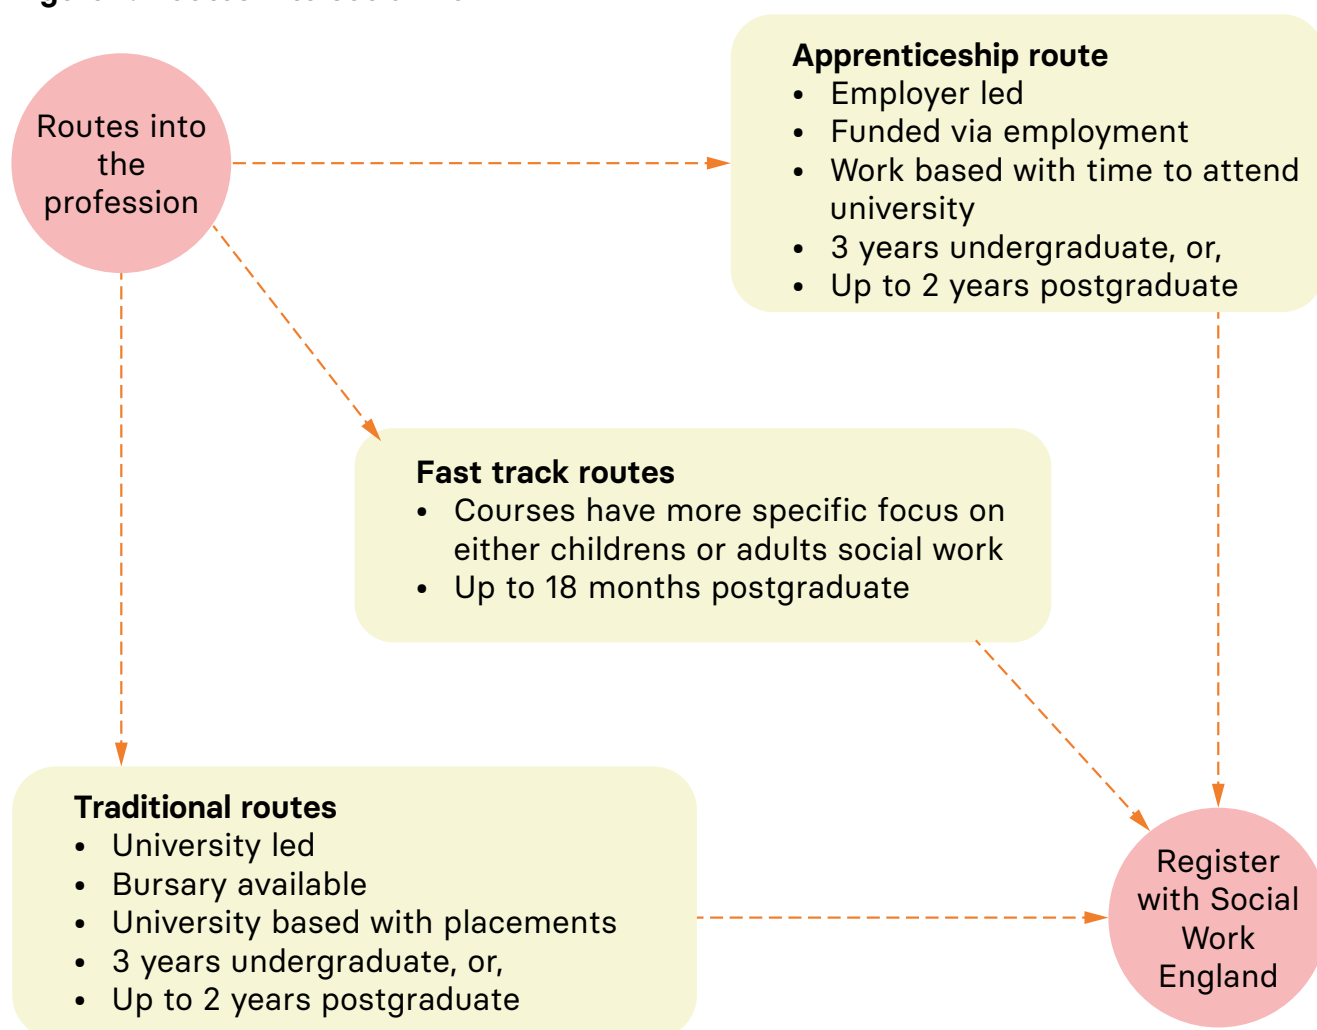 Routes into
the
profession
Apprenticeship route
• Employer led
• Funded via employment
• Work based with time to attend
university
• 3 years undergraduate, or,
• Up to 2 years postgraduate
Fast track routes
• Courses have more specific focus on
either childrens or adults social work
• Up to 18 months postgraduate
Traditional routes
• University led
• Bursary available
• University based with placements
• 3 years undergraduate, or,
• Up to 2 years postgraduate
Register
with Social
Work
England